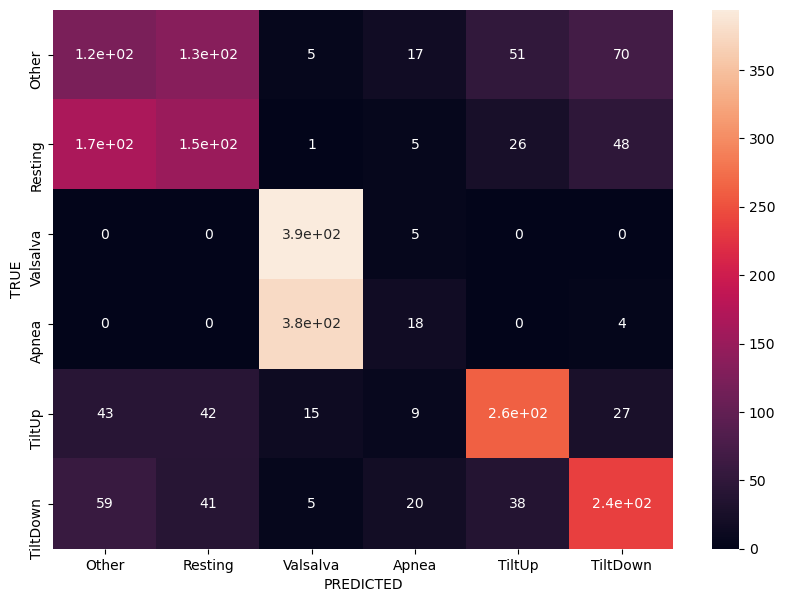 Other 1.2e+02 1.3e+02 5 17 51 70
Resting 1.7e+02 1.5e+02 1 5 26 48
Valsalva 0 0 3.9e+02 5 0 0
Apnea 0 0 3.8e+02 18 0 4
TiltUp 43 42 15 9 2.6e+02 27
TiltDown 59 41 5 20 38 2.4e+02
Other Resting Valsalva Apnea TiltUp TiltDown
PREDICTED
TRUE
350
300
250
200
150
100
50
0